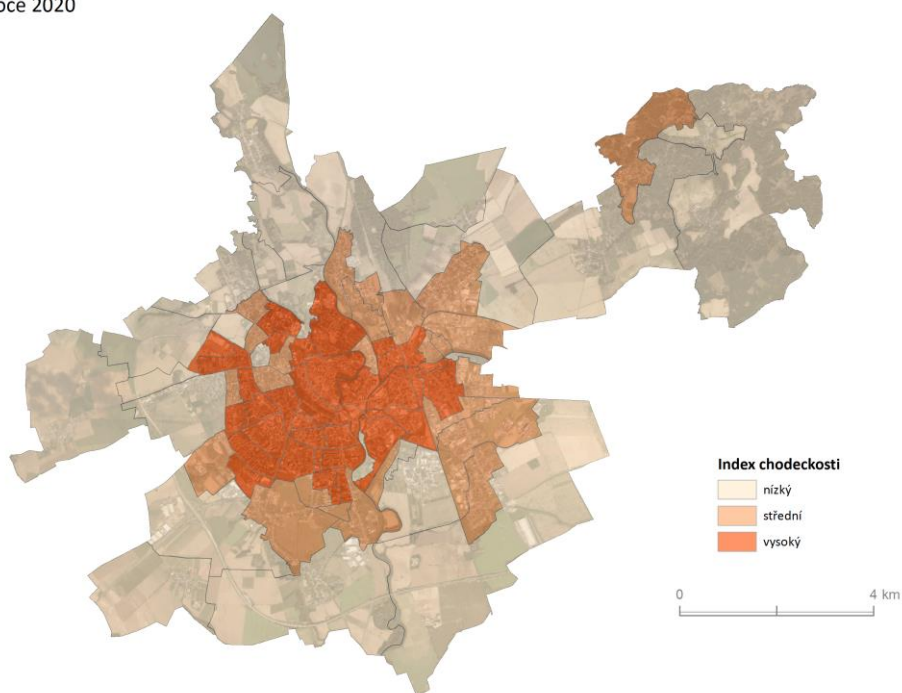 oce 2020
Index chodeckosti
nízký
střední
vysoký
0 4 km